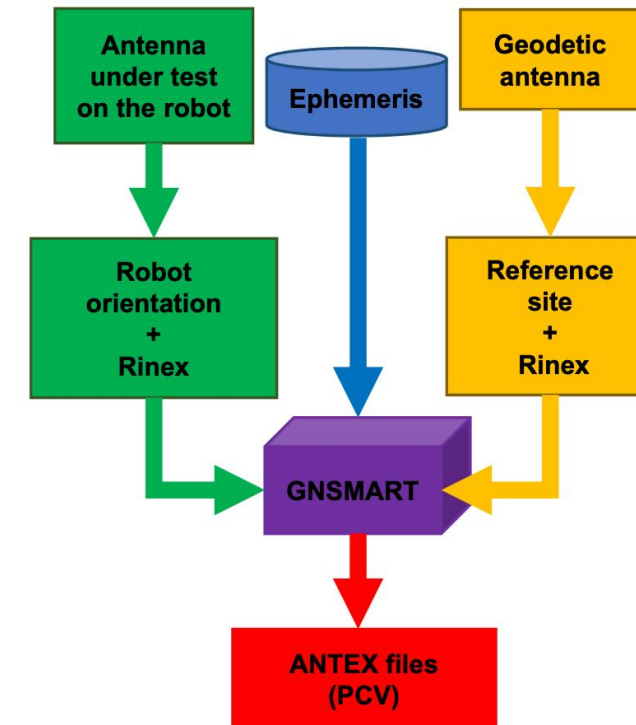 Antenna
under test
on the robot
Ephemeris
Geodetic
antenna
Robot
orientation
+
Rinex
Reference
site
+
Rinex
GNSMART
ANTEX files
(PCV)